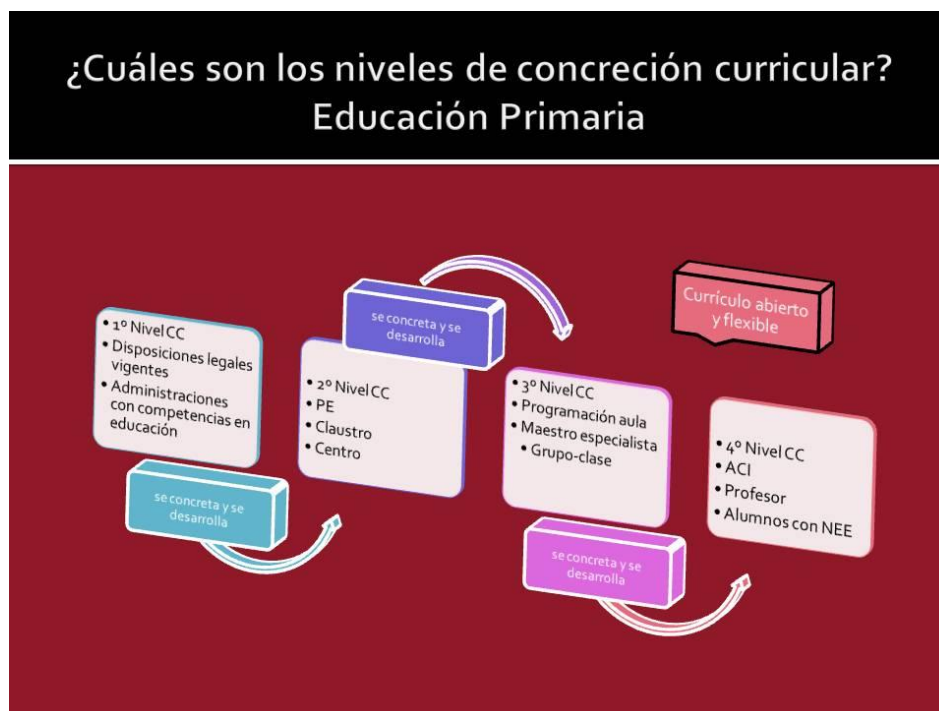 ¿Cuáles son los niveles de concreción curricular?
Educación Primaria
• 1º Nivel CC
• Disposiciones legales
vigentes
• Administraciones
con competencias en
educación
se concreta y se
desarrolla
• 2º Nivel CC
• PE
• Claustro
• Centro
se concreta y se
desarrolla
• 3º Nivel CC
• Programación aula
• Maestro especialista
• Grupo-clase
se concreta y se
desarrolla
• 4º Nivel CC
• ACI
• Profesor
• Alumnos con NEE
Currículo abierto
y flexible